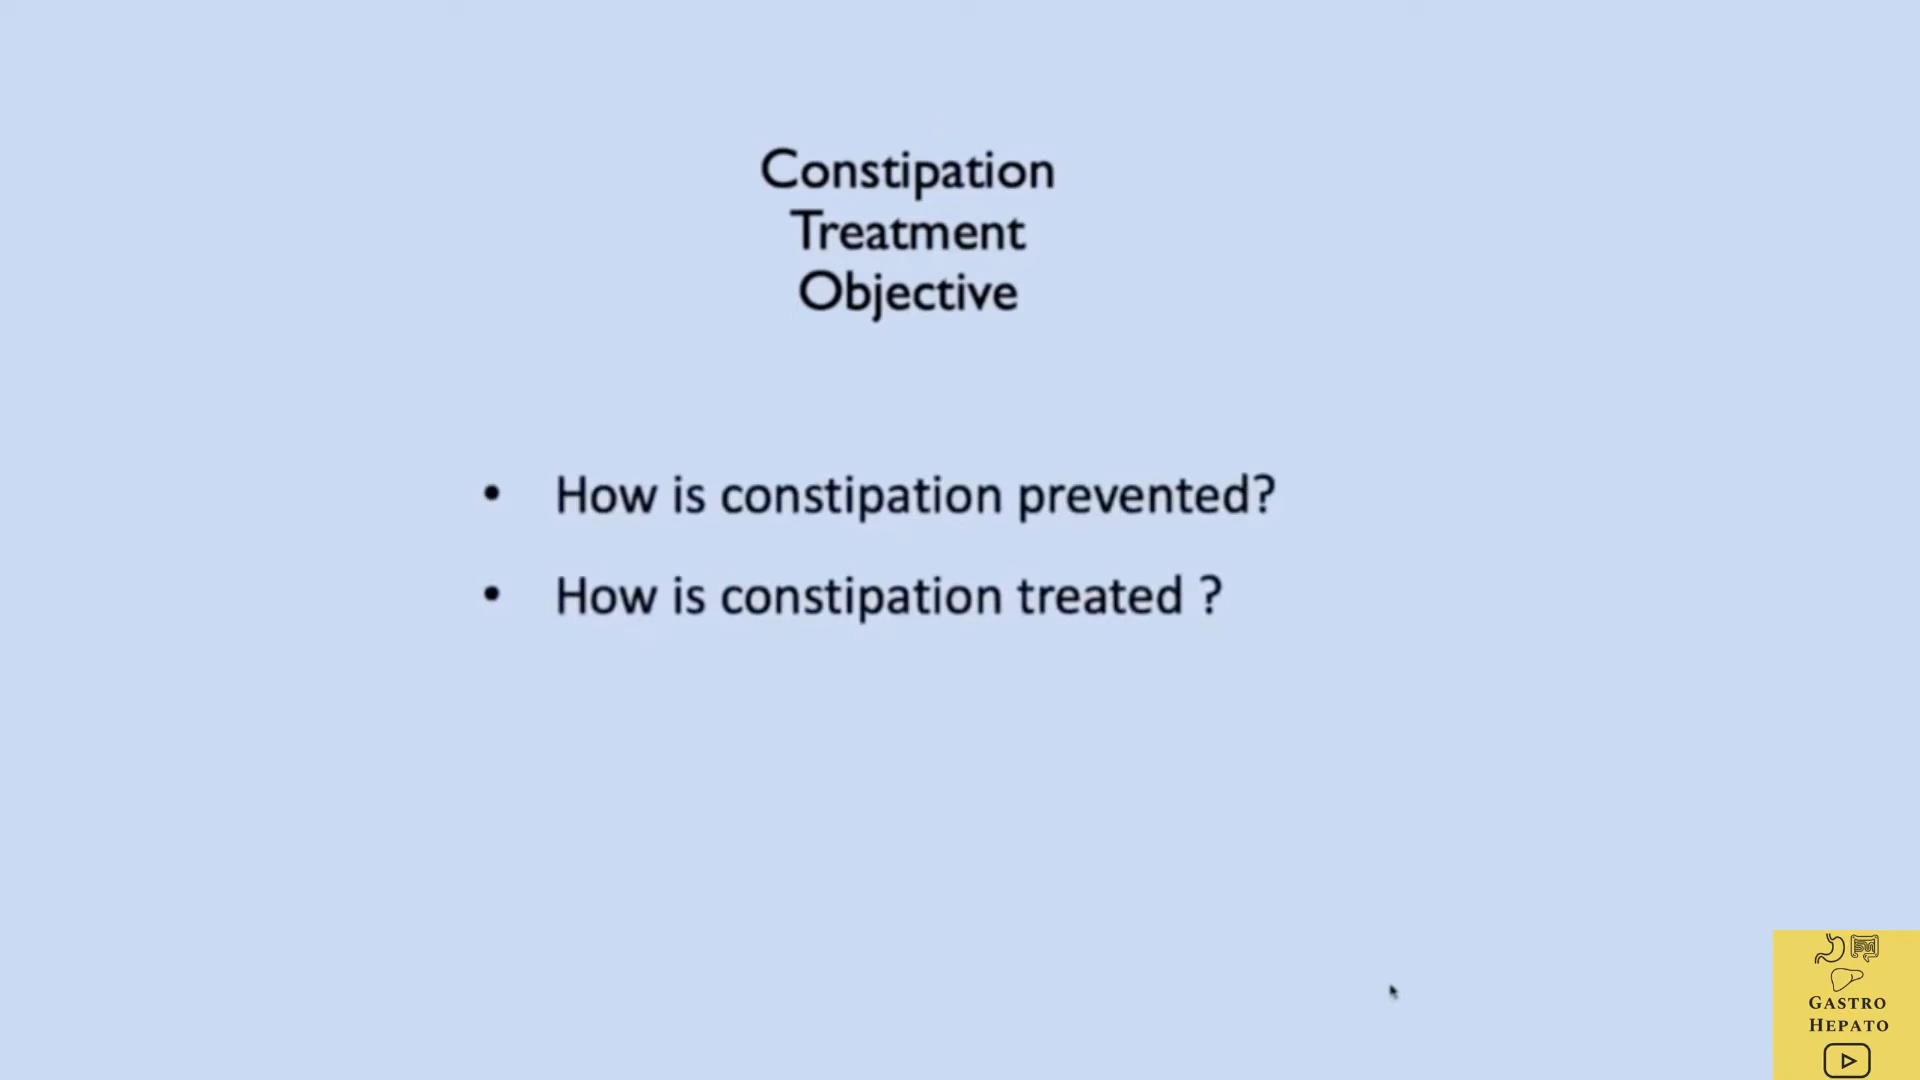 Constipation
Treatment
Objective
• How is constipation prevented?
• How is constipation treated ?
GASTRO
HEPATO